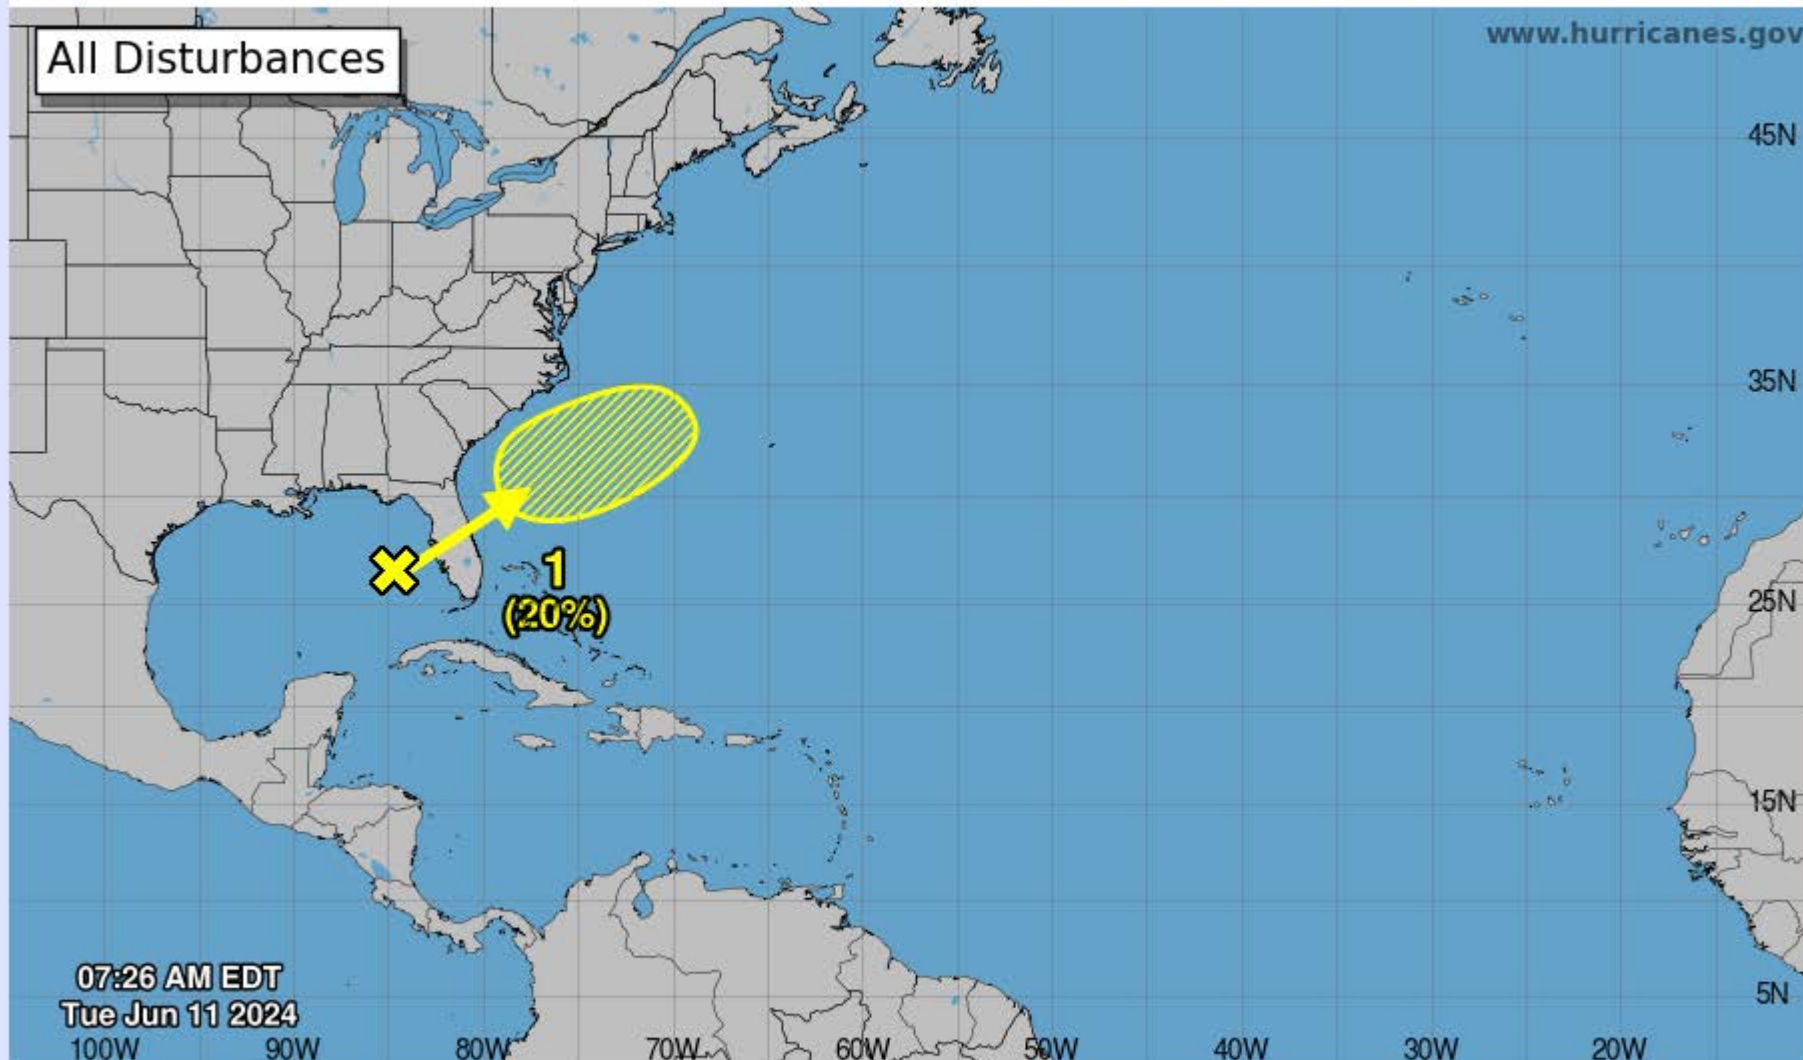 All Disturbances
www.hurricanes.gov
45N
35N
25N
15N
5N
1
(20%)
07:26 AM EDT
Tue Jun 11 2024
100W 90W 80W 70W 60W 50W 40W 30W 20W